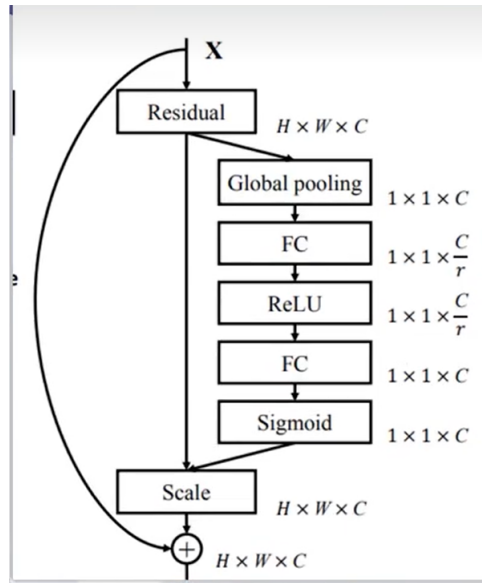 X
Residual
H × W × C
Global pooling
1 × 1 × C
FC
1 × 1 × C/r
ReLU
1 × 1 × C/r
FC
1 × 1 × C
Sigmoid
1 × 1 × C
Scale
H × W × C
+
H × W × C